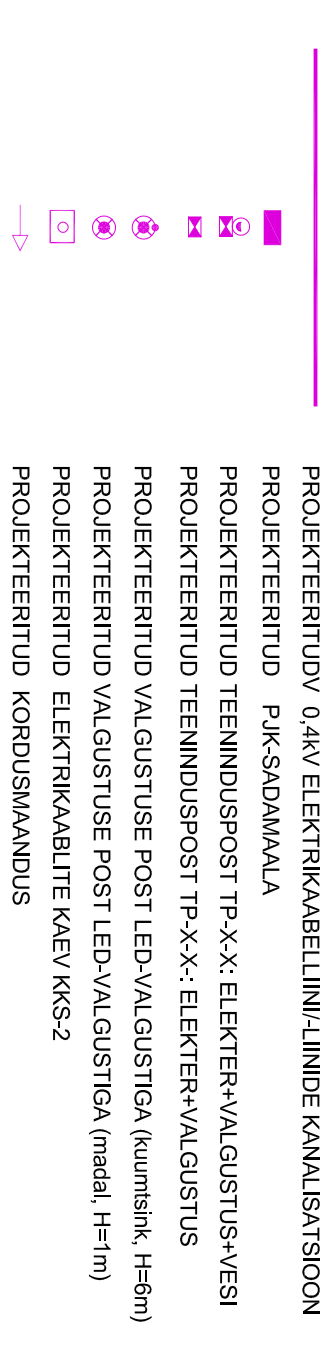 PROJEKTEERITUDV 0,4kV ELEKTRIKAABELLIINI/-LIINIDE KANALISATSIOON
PROJEKTEERITUD PJK-SADAMAALA
PROJEKTEERITUD TEENINDUSPOST TP-X-X: ELEKTER+VALGUSTUS+VESI
PROJEKTEERITUD TEENINDUSPOST TP-X-X-: ELEKTER+VALGUSTUS
PROJEKTEERITUD VALGUSTUSE POST LED-VALGUSTIGA (kuumtsink, H=6m)
PROJEKTEERITUD VALGUSTUSE POST LED-VALGUSTIGA (madal, H=1m)
PROJEKTEERITUD ELEKTRIKAABLITE KAEV KKS-2
PROJEKTEERITUD KORDUSMAANDUS